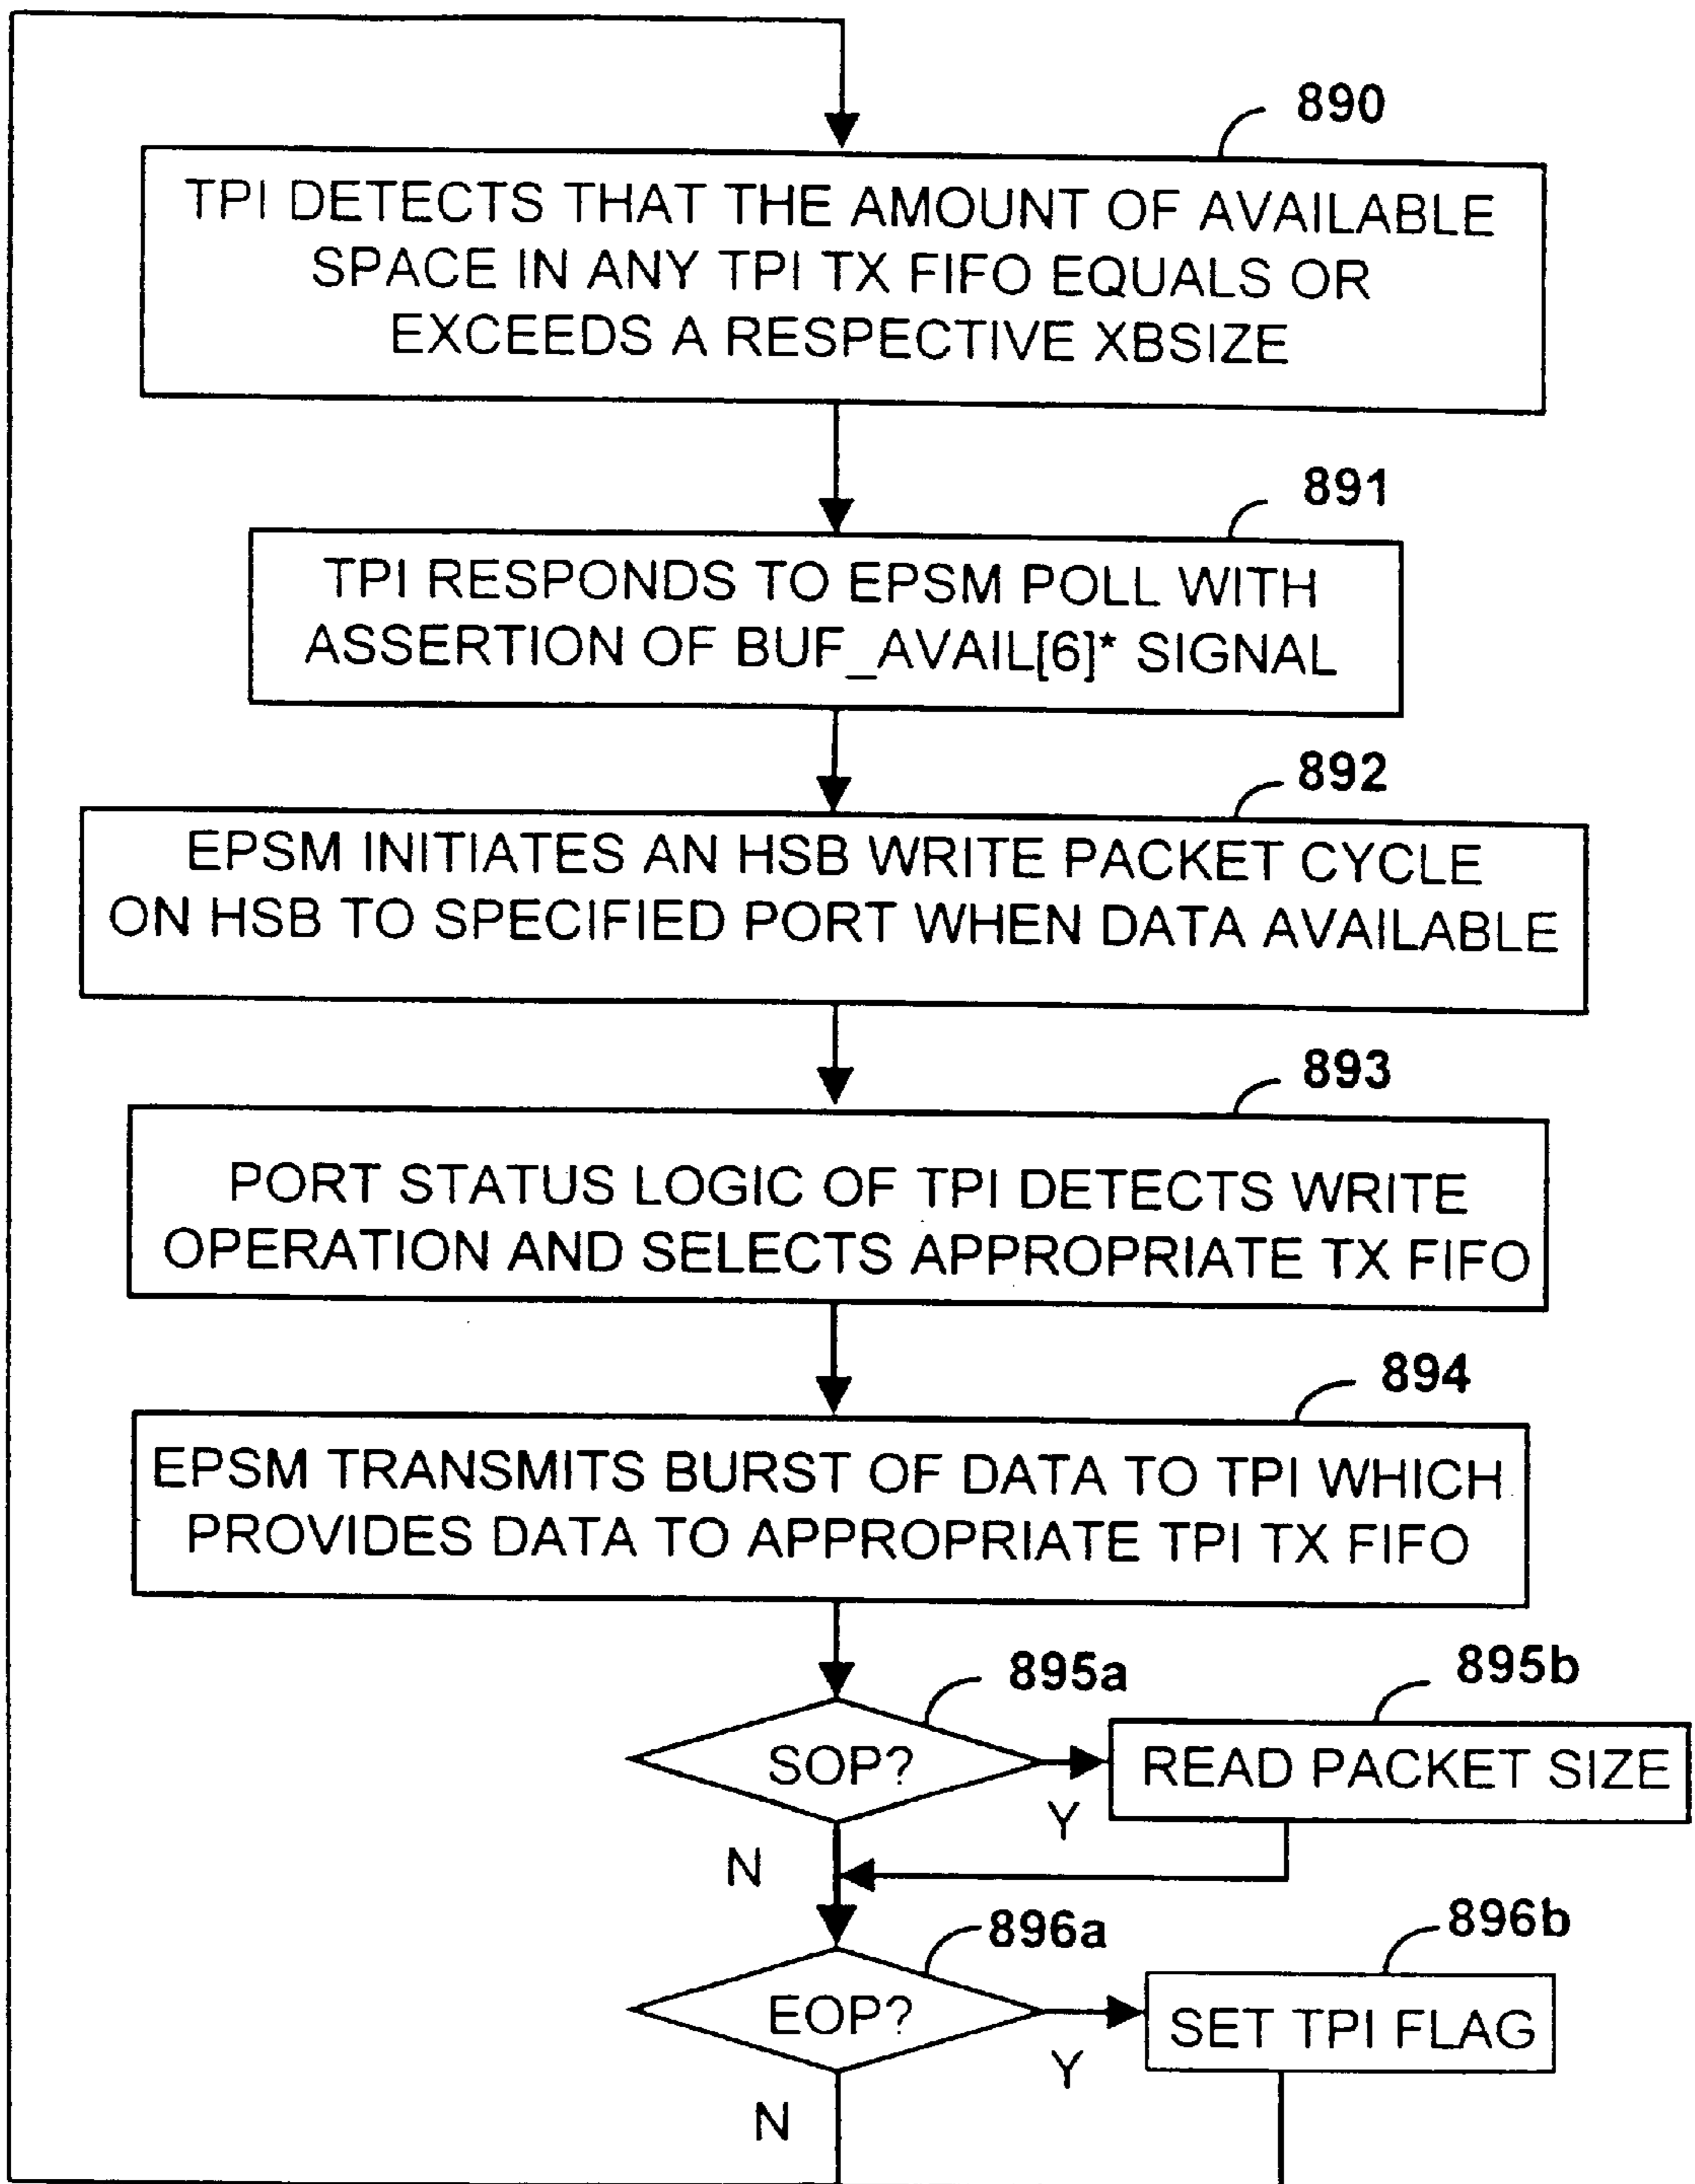 890
TPI DETECTS THAT THE AMOUNT OF AVAILABLE
SPACE IN ANY TPI TX FIFO EQUALS OR
EXCEEDS A RESPECTIVE XBSIZE
891
TPI RESPONDS TO EPSM POLL WITH
ASSERTION OF BUF_AVAIL[6]* SIGNAL
892
EPSM INITIATES AN HSB WRITE PACKET CYCLE
ON HSB TO SPECIFIED PORT WHEN DATA AVAILABLE
893
PORT STATUS LOGIC OF TPI DETECTS WRITE
OPERATION AND SELECTS APPROPRIATE TX FIFO
894
EPSM TRANSMITS BURST OF DATA TO TPI WHICH
PROVIDES DATA TO APPROPRIATE TPI TX FIFO
895a
895b
SOP?
READ PACKET SIZE
Y
N
896a
896b
EOP?
SET TPI FLAG
Y
N